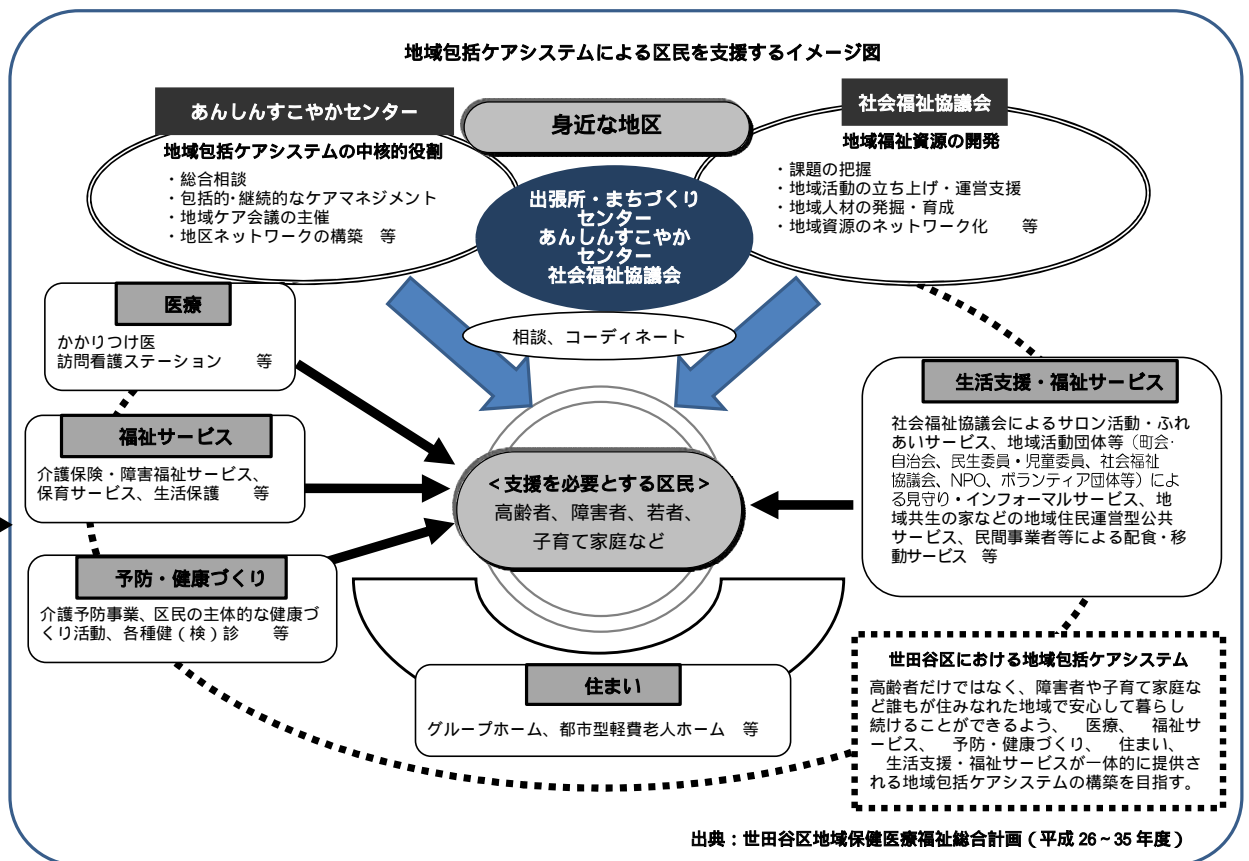 地域包括ケアシステムによる区民を支援するイメージ図
あんしんすこやかセンター
地域包括ケアシステムの中核的役割
・総合相談
・包括的・継続的なケアマネジメント
・地域ケア会議の主催
・地区ネットワークの構築　等
身近な地区
出張所・まちづくり
センター
あんしんすこやか
センター
社会福祉協議会
社会福祉協議会
地域福祉資源の開発
・課題の把握
・地域活動の立ち上げ・運営支援
・地域人材の発掘・育成
・地域資源のネットワーク化　　等
相談、コーディネート
医療
かかりつけ医
訪問看護ステーション　　等
福祉サービス
介護保険・障害福祉サービス、
保育サービス、生活保護　　等
予防・健康づくり
介護予防事業、区民の主体的な健康づ
くり活動、各種健（検）診　　等
＜支援を必要とする区民＞
高齢者、障害者、若者、
子育て家庭など
生活支援・福祉サービス
社会福祉協議会によるサロン活動・ふれ
あいサービス、地域活動団体等（町会・
自治会、民生委員・児童委員、社会福祉
協議会、NPO、ボランティア団体等）によ
る見守り・インフォーマルサービス、地
域共生の家などの地域住民運営型公共
サービス、民間事業者等による配食・移
動サービス　等
住まい
グループホーム、都市型軽費老人ホーム　等
世田谷区における地域包括ケアシステム
高齢者だけではなく、障害者や子育て家庭な
ど誰もが住みなれた地域で安心して暮らし
続けることができるよう、　医療、　福祉サ
ービス、　予防・健康づくり、　住まい、
　生活支援・福祉サービスが一体的に提供さ
れる地域包括ケアシステムの構築を目指す。
出典：世田谷区地域保健医療福祉総合計画（平成 26～35 年度）